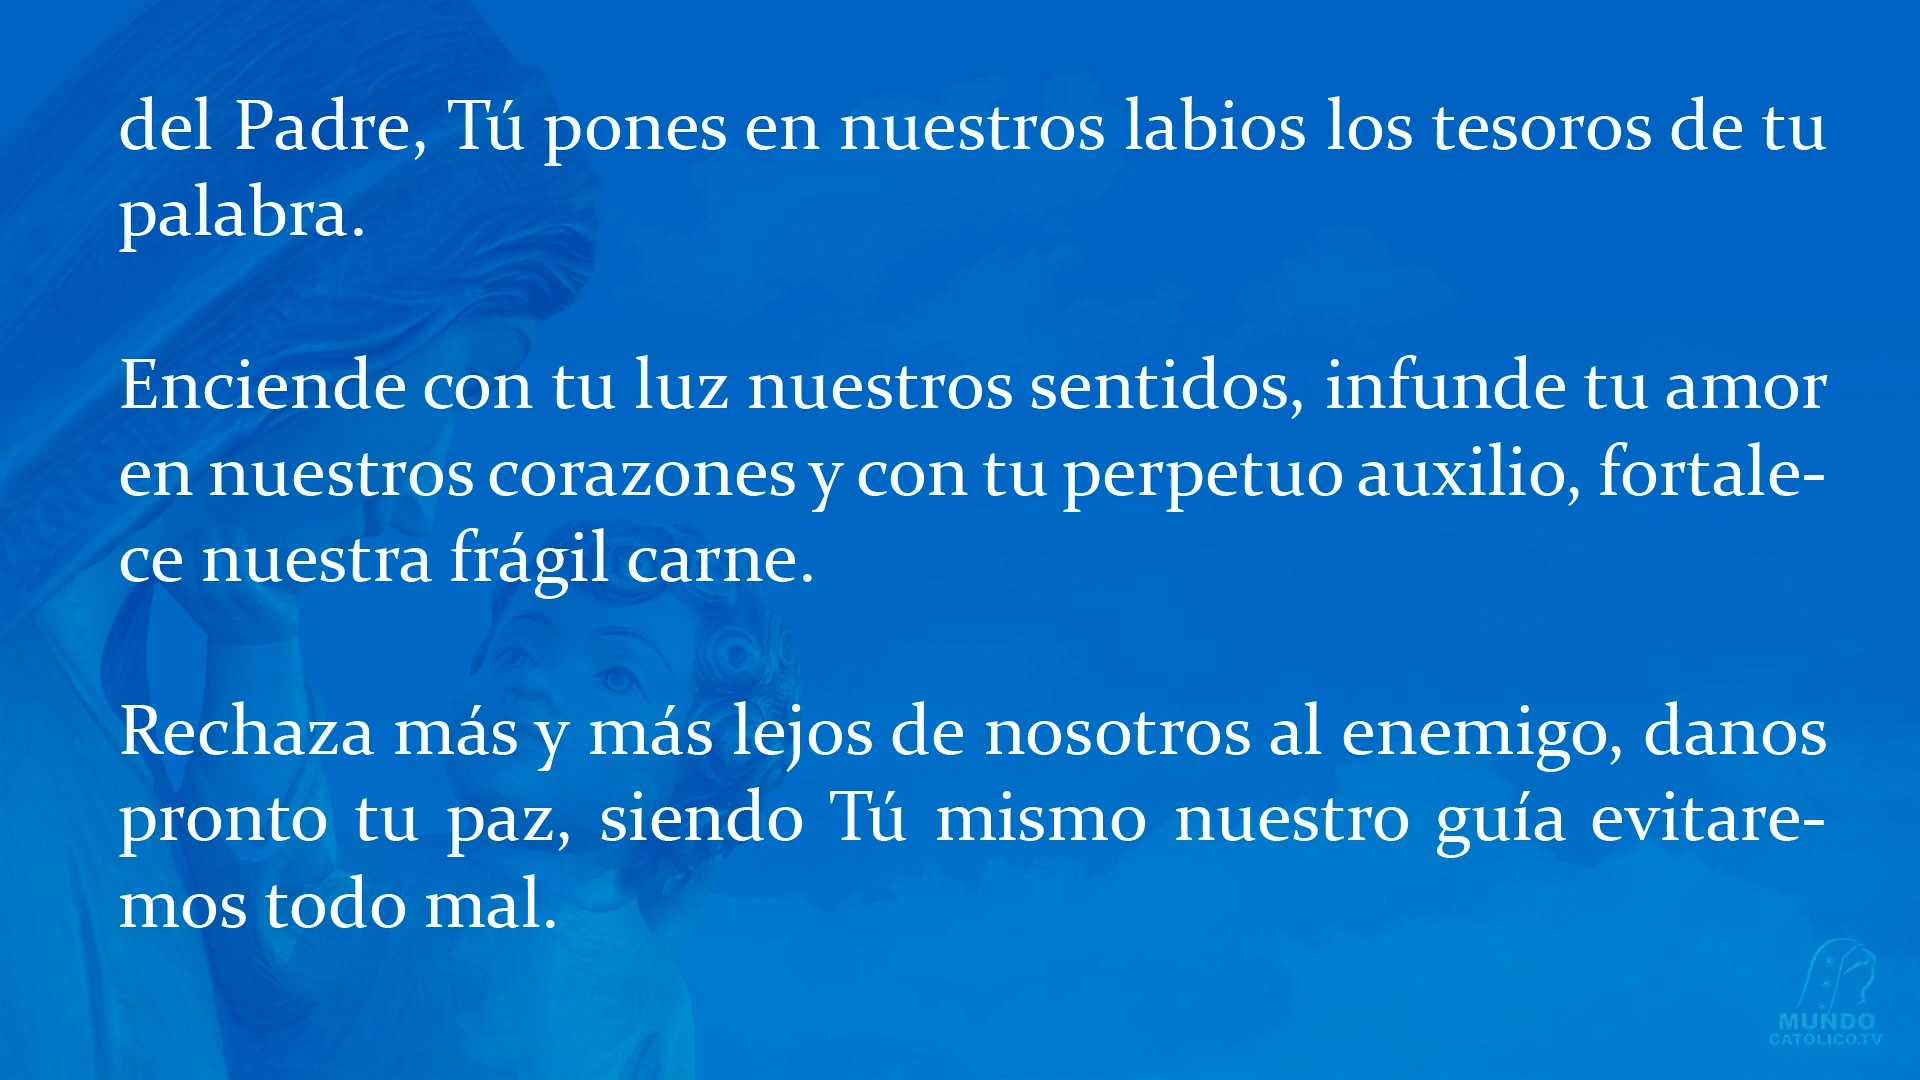 del Padre, Tú pones en nuestros labios los tesoros de tu
palabra.
Enciende con tu luz nuestros sentidos, infunde tu amor
en nuestros corazones y con tu perpetuo auxilio, fortale-
ce nuestra frágil carne.
Rechaza más y más lejos de nosotros al enemigo, danos
pronto tu paz, siendo Tú mismo nuestro guía evitare-
mos todo mal.
MUNDO
CATOLICO.TV